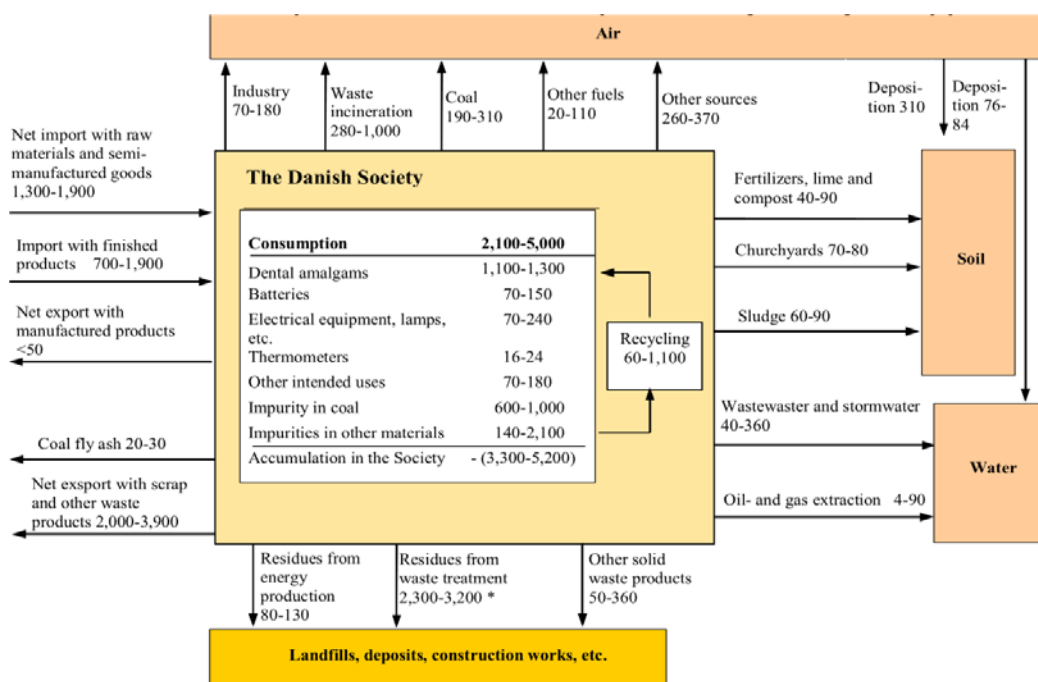 Air
Industry
70-180
Waste
incineration
280-1,000
Coal
190-310
Other fuels
20-110
Other sources
260-370
Deposi-
tion 310
Deposi-
tion 76-
84
Net import with raw
materials and semi-
manufactured goods
1,300-1,900
Import with finished
products 700-1,900
Net export with
manufactured products
<50
Coal fly ash 20-30
Net exsport with scrap
and other waste
products 2,000-3,900
The Danish Society
Consumption 2,100-5,000
Dental amalgams 1,100-1,300
Batteries 70-150
Electrical equipment, lamps, 70-240
etc.
Thermometers 16-24
Other intended uses 70-180
Impurity in coal 600-1,000
Impurities in other materials 140-2,100
Accumulation in the Society - (3,300-5,200)
Recycling
60-1,100
Fertilizers, lime and
compost 40-90
Churchyards 70-80
Sludge 60-90
Soil
Wastewaster and stormwater
40-360
Oil- and gas extraction 4-90
Water
Residues from
energy
production
80-130
Residues from
waste treatment
2,300-3,200 *
Other solid
waste products
50-360
Landfills, deposits, construction works, etc.